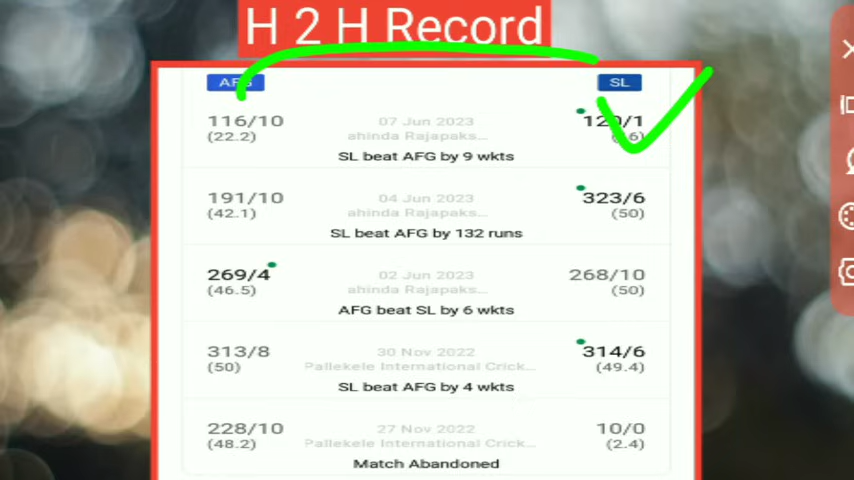 H 2 H Record
AFG SL
116/10 07 Jun 2023 120/1
(22.2) ahinda Rajapaks...
SL beat AFG by 9 wkts
191/10 04 Jun 2023 323/6
(42.1) ahinda Rajapaks... (50)
SL beat AFG by 132 runs
269/4 02 Jun 2023 268/10
(46.5) ahinda Rajapaks... (50)
AFG beat SL by 6 wkts
313/8 30 Nov 2022 314/6
(50) Pallekele International Crick... (49.4)
SL beat AFG by 4 wkts
228/10 27 Nov 2022 10/0
(48.2) Pallekele International Crick... (2.4)
Match Abandoned